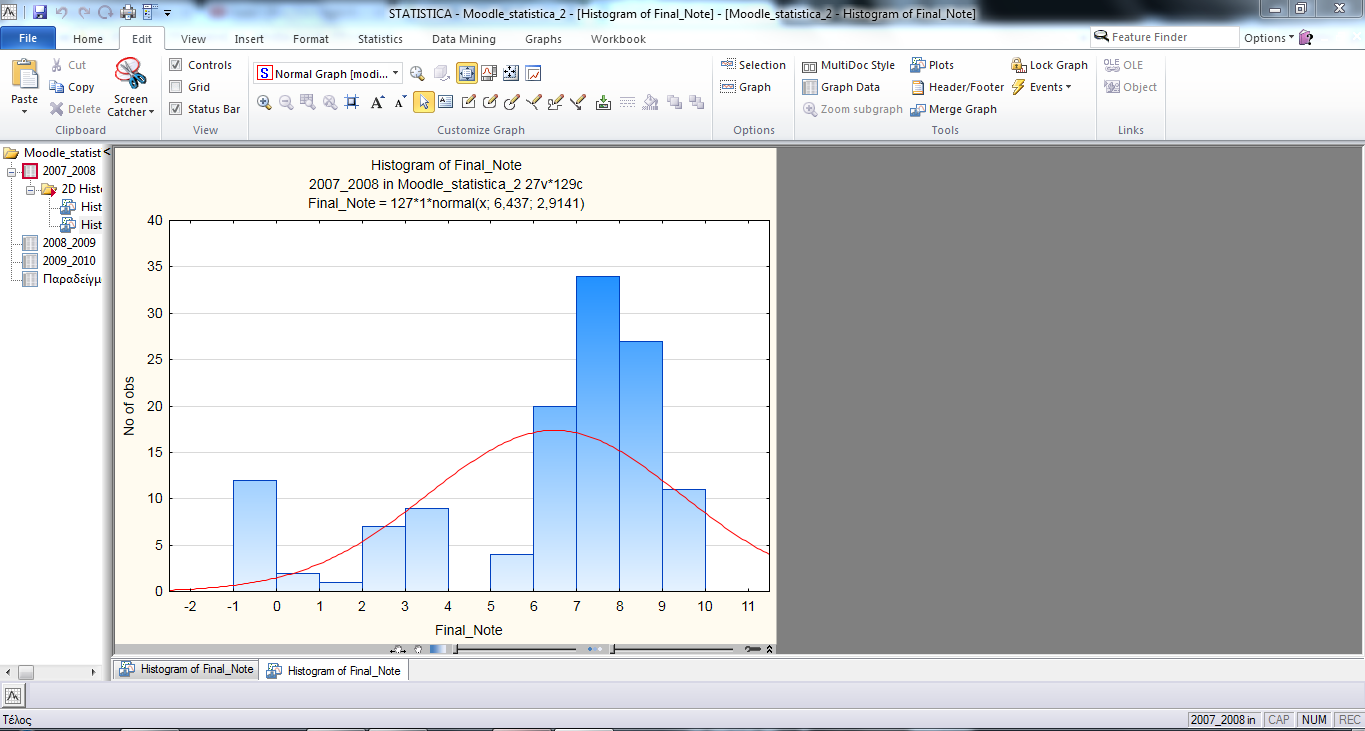 STATISTICA - Moodle_statistica_2 - [Histogram of Final_Note] - [Moodle_statistica_2 - Histogram of Final_Note]
File Home Edit View Insert Format Statistics Data Mining Graphs Workbook Feature Finder Options
Cut Controls S Normal Graph [modi... Selection MultiDoc Style Plots Lock Graph OLE
Paste Copy Screen Catcher Grid Graph Graph Data Header/Footer Events Object
Delete Status Bar A A Zoom subgraph Merge Graph
Clipboard View Customize Graph Options Tools Links
Moodle_statist
2007_2008
2D Histo
Hist
Hist
2008_2009
2009_2010
Παραδείγμ
Histogram of Final_Note
2007_2008 in Moodle_statistica_2 27v*129c
Final_Note = 127*1*normal(x; 6,437; 2,9141)
40
35
30
25
20
15
10
5
0
No of obs
-2 -1 0 1 2 3 4 5 6 7 8 9 10 11
Final_Note
Histogram of Final_Note Histogram of Final_Note
Τέλος 2007_2008 in CAP NUM REC